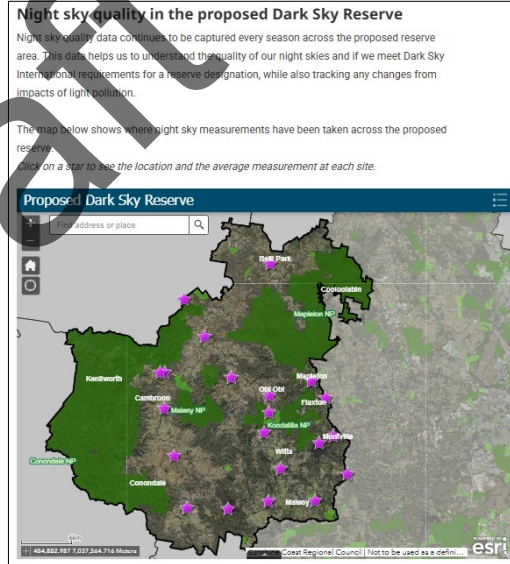 Night sky quality in the proposed Dark Sky Reserve
Night sky quality data continues to be captured every season across the proposed reserve
area. This data helps us to understand the quality of our night skies and if we meet Dark Sky
International requirements for a reserve designation, while also tracking any changes from
impacts of light pollution.
The map below shows where night sky measurements have been taken across the proposed
reserve.
Click on a star to see the location and the average measurement at each site.
Proposed Dark Sky Reserve
Find address or place
Belli Park
Cooloolabin
Mapleton NP
Kenilworth
Mapleton
Obi Obi
Cambroon
Flaxton
Maleny NP
Kondalilla NP
Montville
Witta
Conondale NP
Conondale
Maleny
6km
484,882.987 7,037,564.716 Meters
Sunshine Coast Regional Council | Not to be used as a defini...
POWERED BY
esri